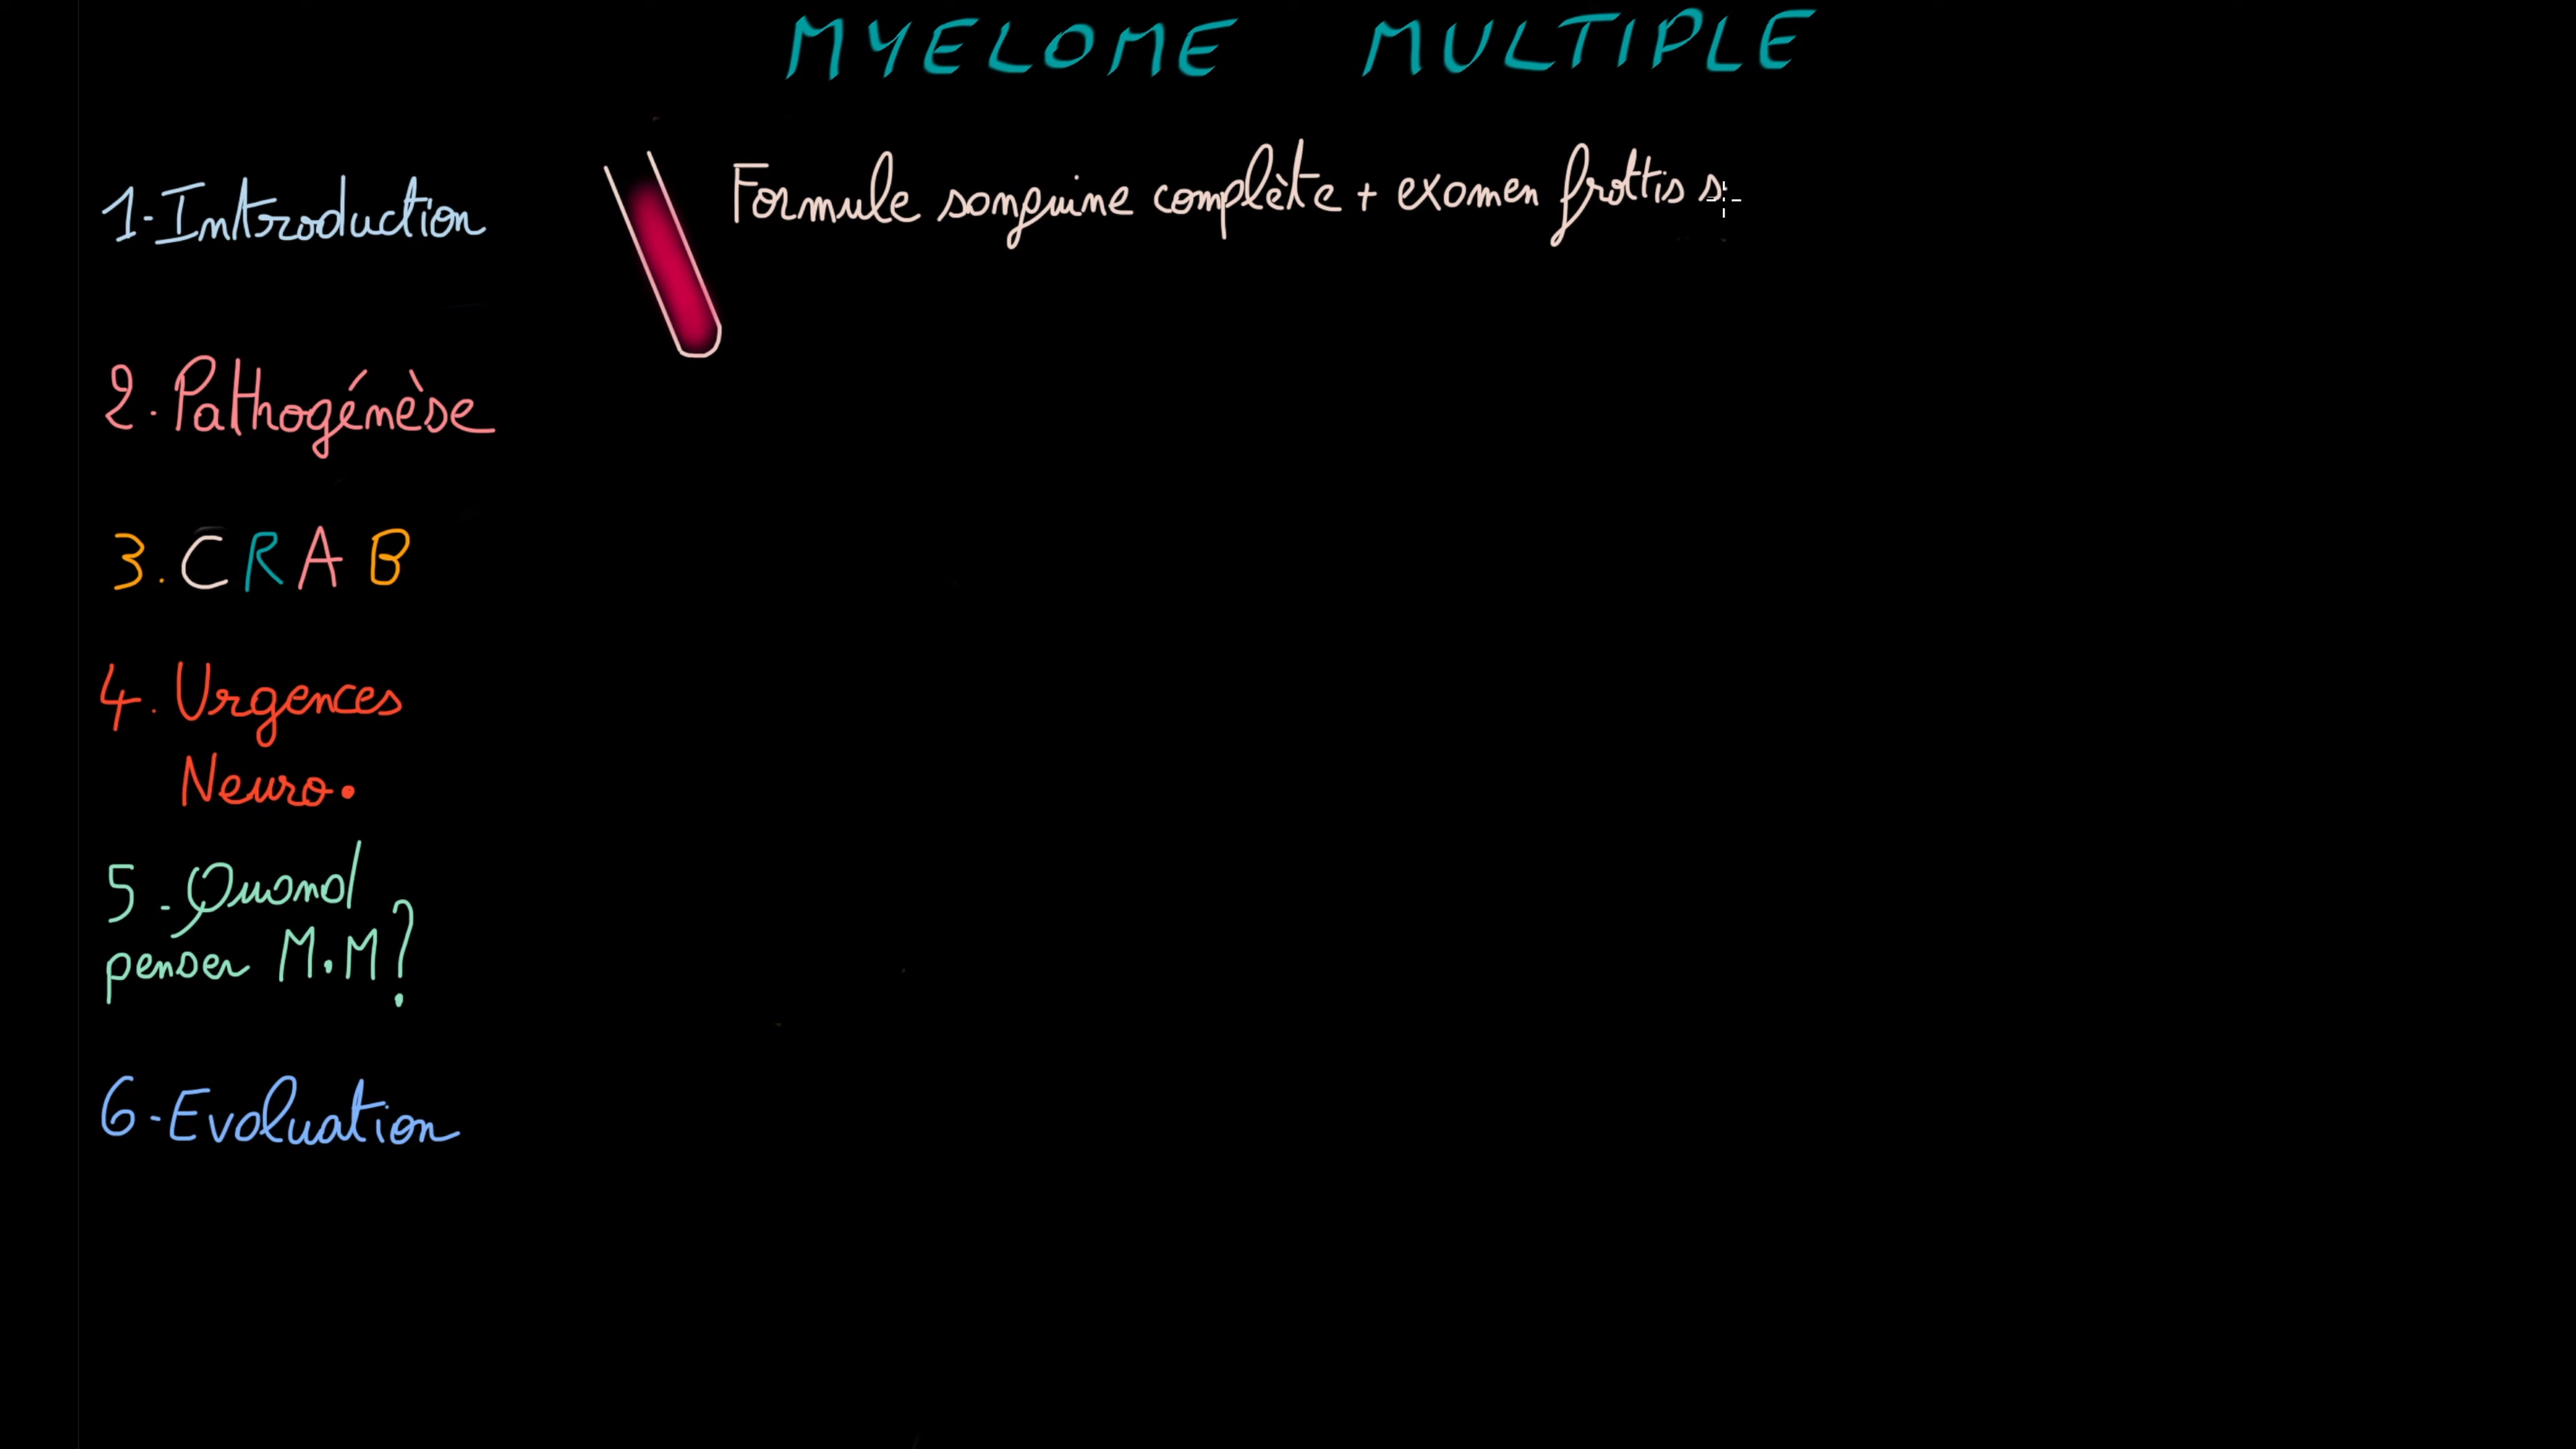 MYELOME MULTIPLE
1-Introduction
Formule sanguine complète + examen frottis s
2.Pathogénèse
3.CRAB
4.Urgences
Neuro.
5-Quand
penser M.M?
6-Evaluation